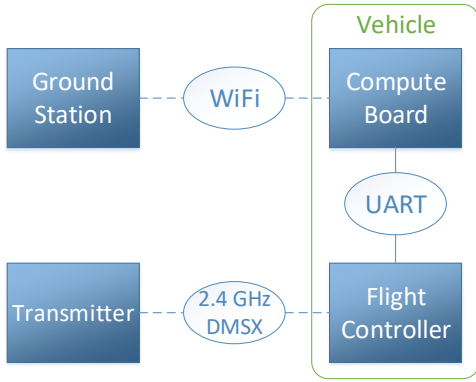 Vehicle
Ground
Station
WiFi
Compute
Board
UART
Transmitter
2.4 GHz
DMSX
Flight
Controller